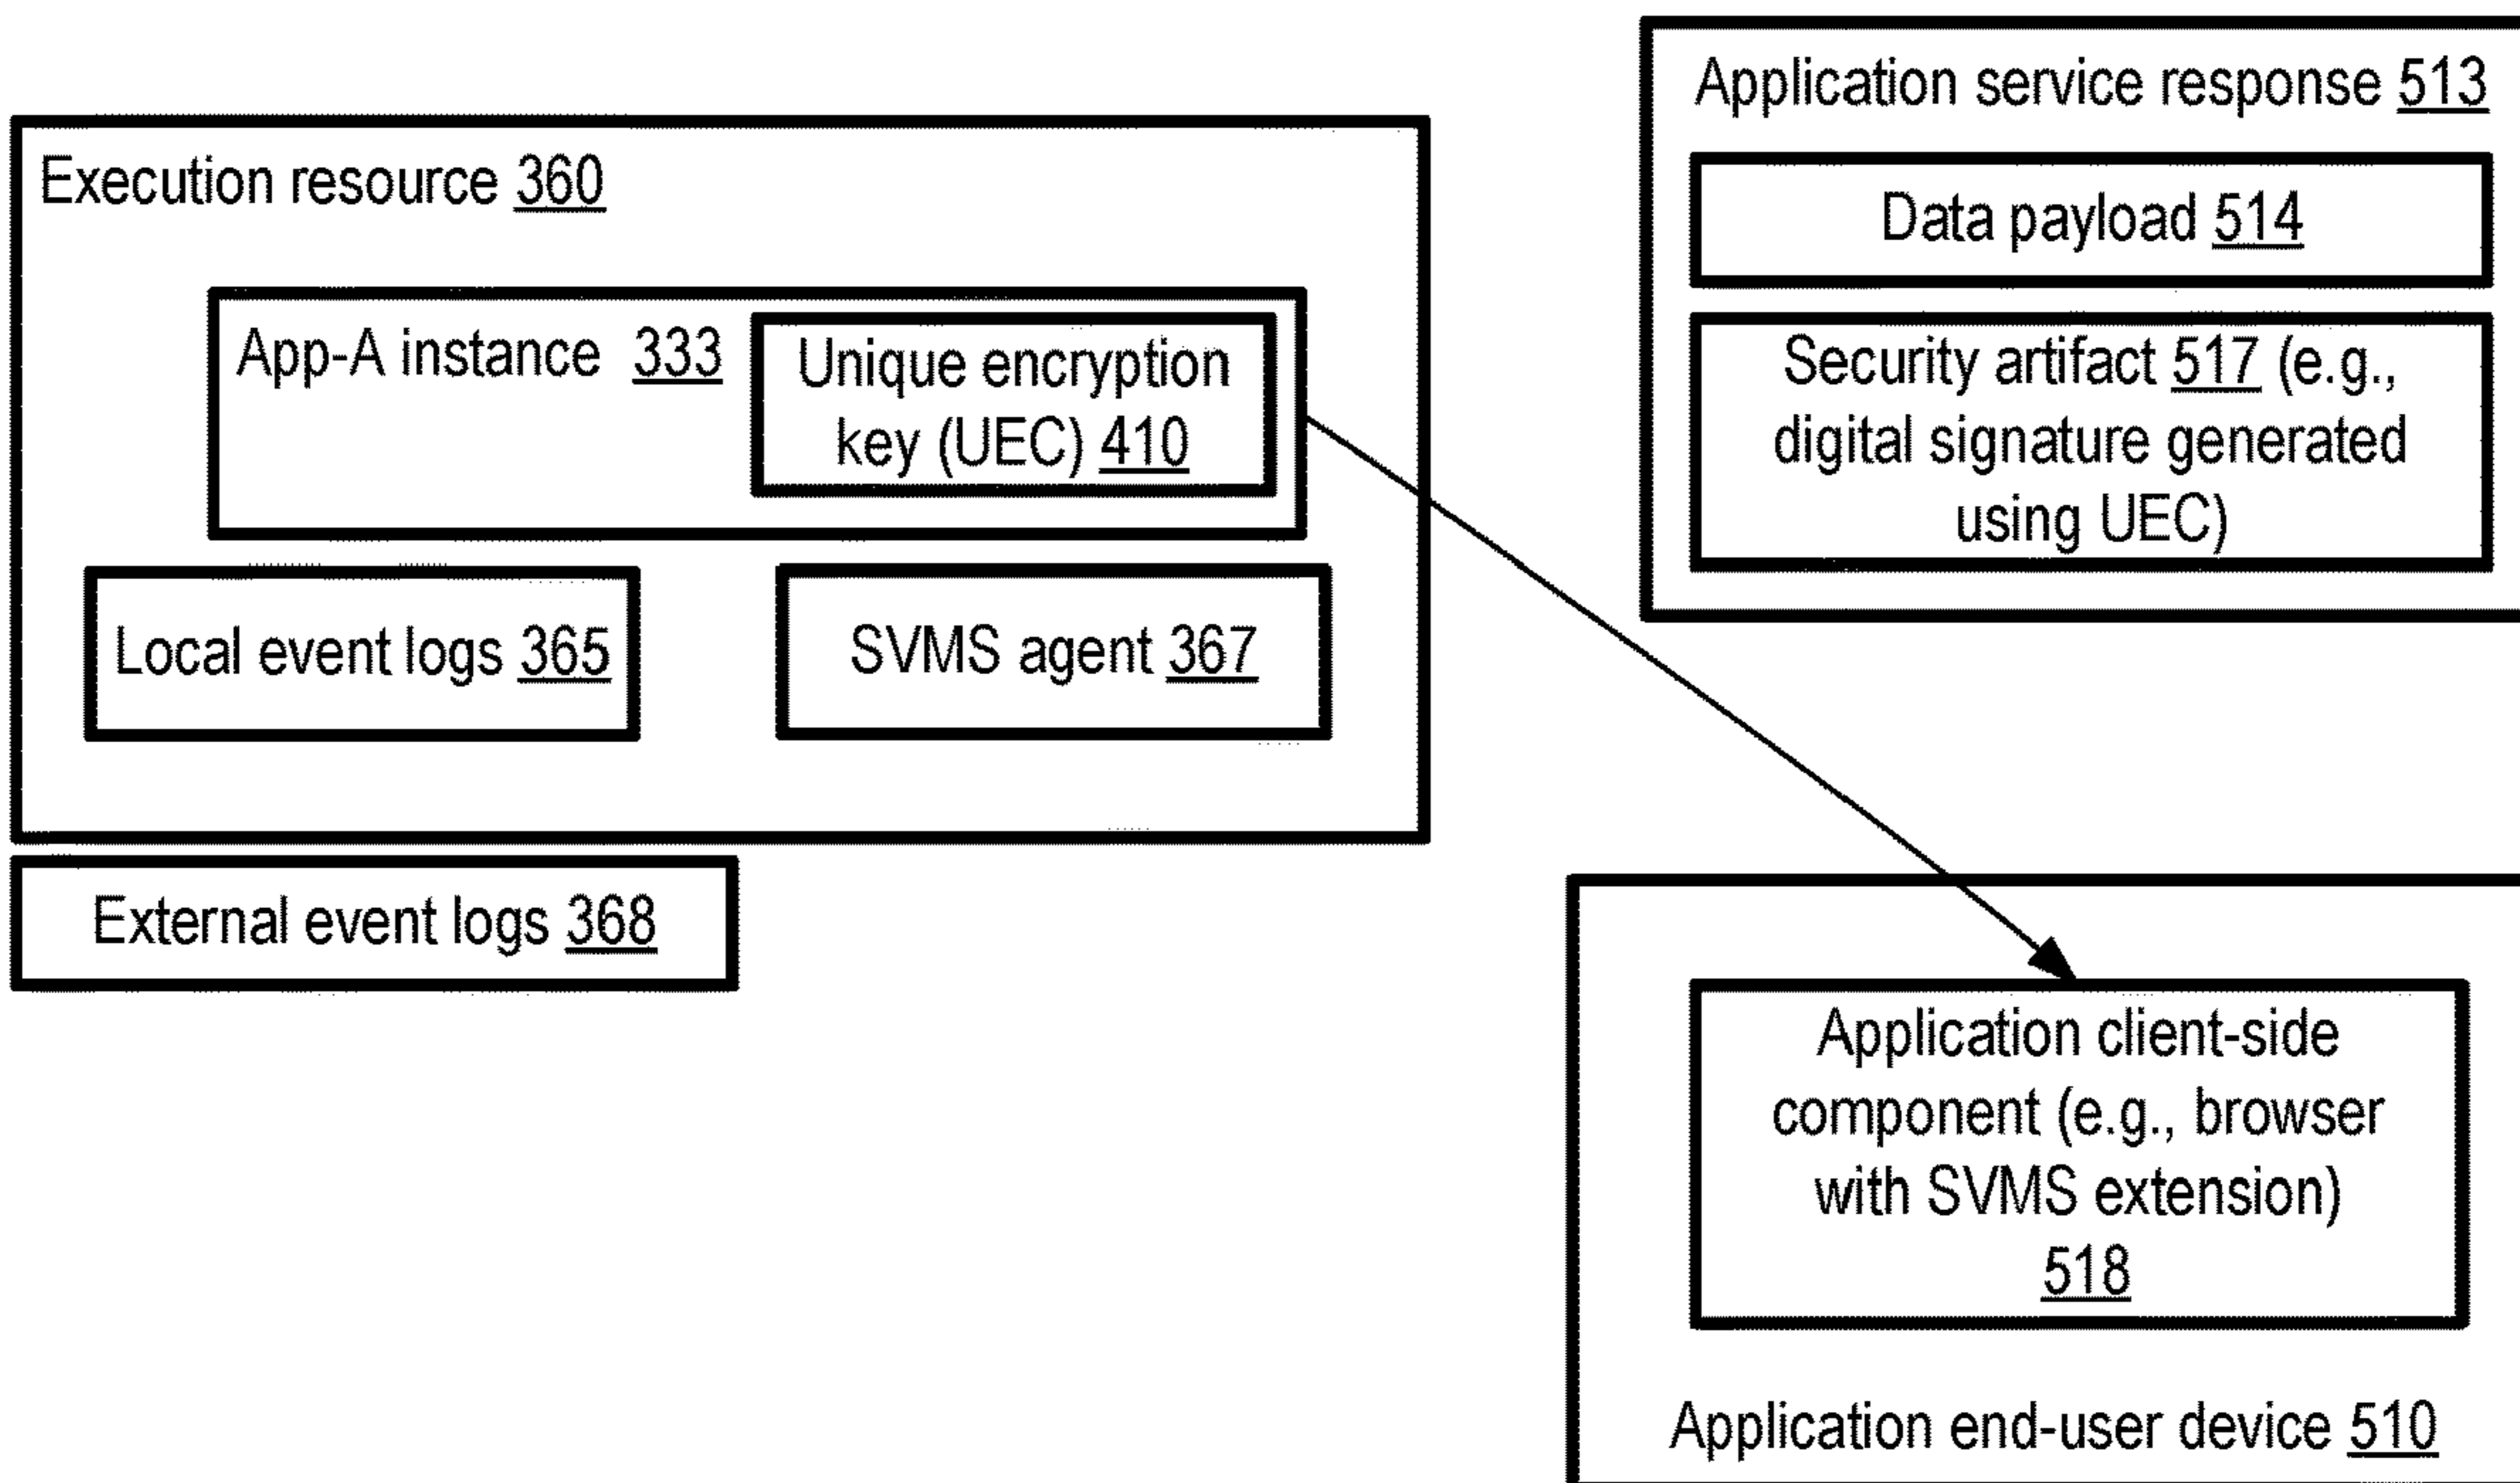 Execution resource 360
App-A instance 333
Unique encryption
key (UEC) 410
Local event logs 365
SVMS agent 367
External event logs 368
Application service response 513
Data payload 514
Security artifact 517 (e.g.,
digital signature generated
using UEC)
Application client-side
component (e.g., browser
with SVMS extension)
518
Application end-user device 510